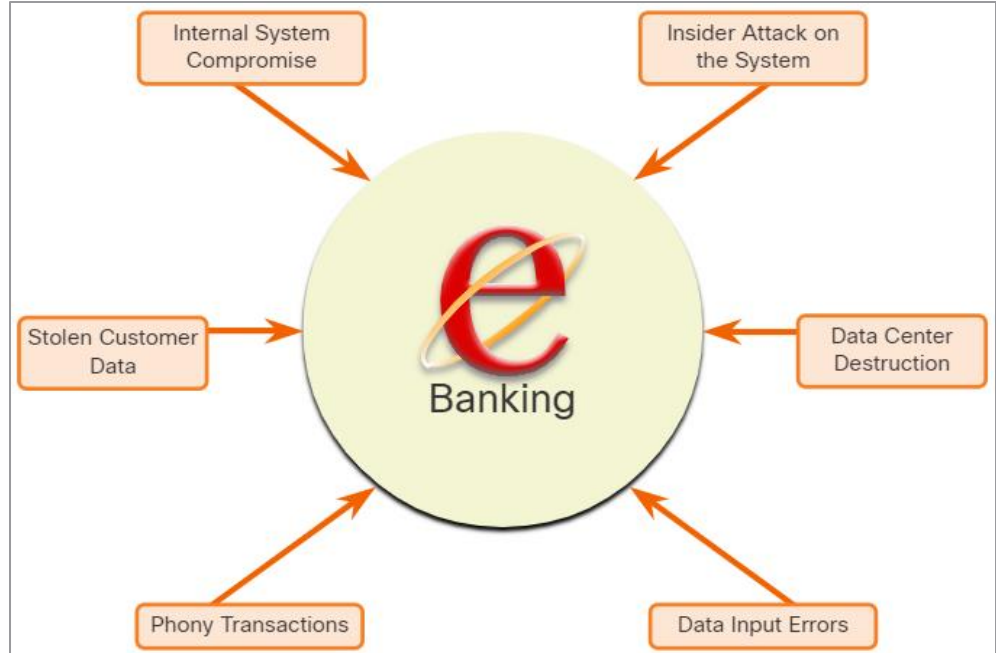 Internal System
Compromise
Insider Attack on
the System
Stolen Customer
Data
e
Banking
Data Center
Destruction
Phony Transactions
Data Input Errors